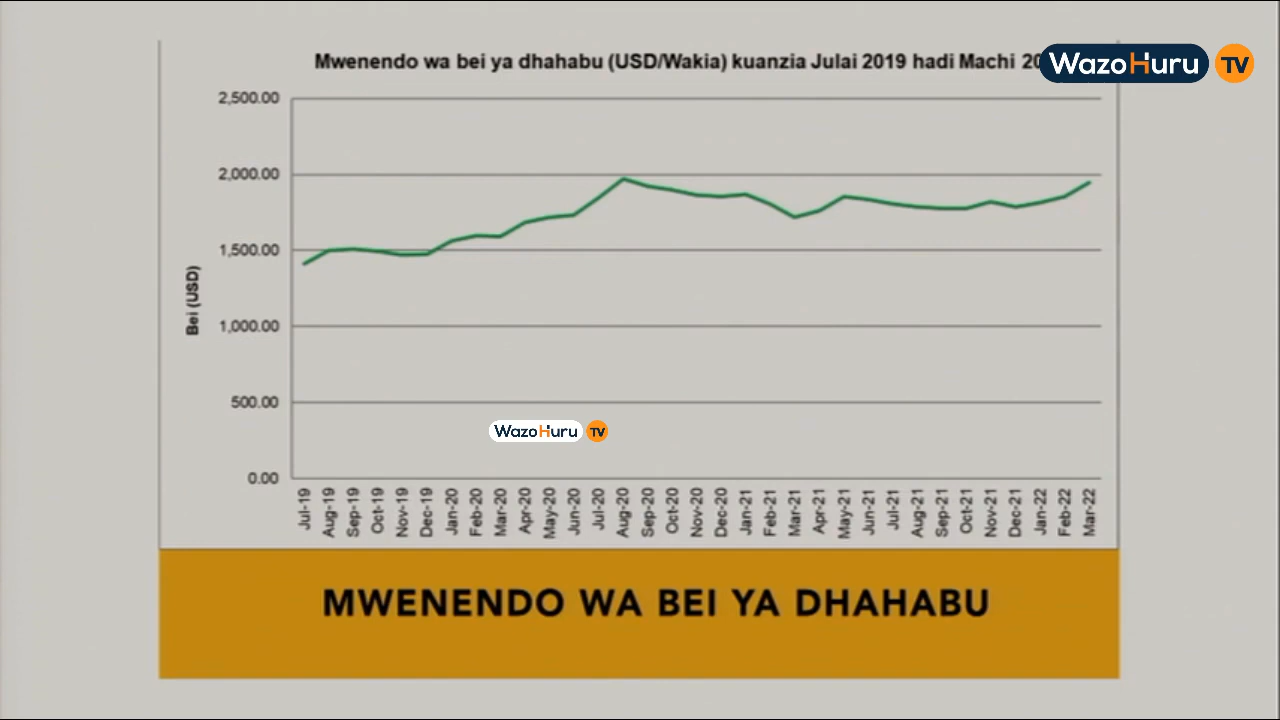 Mwenendo wa bei ya dhahabu (USD/Wakia) kuanzia Julai 2019 hadi Machi
WazoHuru TV
2,500.00
2,000.00
1,500.00
1,000.00
500.00
0.00
Bei (USD)
WazoHuru TV
Jul-19
Aug-19
Sep-19
Oct-19
Nov-19
Dec-19
Jan-20
Feb-20
Mar-20
Apr-20
May-20
Jun-20
Jul-20
Aug-20
Sep-20
Oct-20
Nov-20
Dec-20
Jan-21
Feb-21
Mar-21
Apr-21
May-21
Jun-21
Jul-21
Aug-21
Sep-21
Oct-21
Nov-21
Dec-21
Jan-22
Feb-22
Mar-22
MWENENDO WA BEI YA DHAHABU